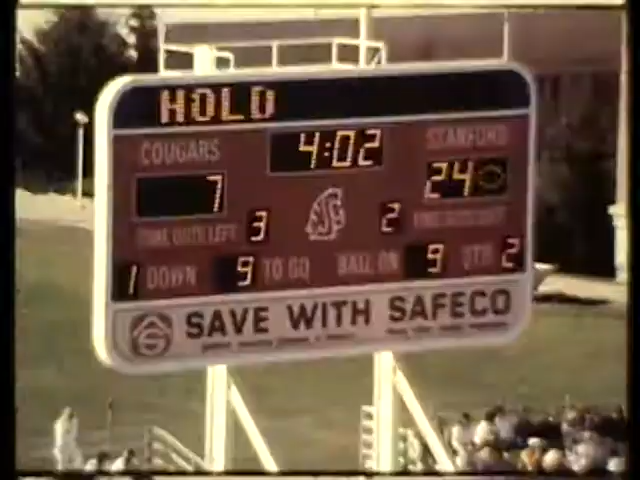 HOLD
COUGARS 4:02 STANFORD
7 24
TIME OUTS LEFT 3 2 TIME OUTS LEFT
1 DOWN 9 TO GO BALL ON 9 QTR 2
SAVE WITH SAFECO